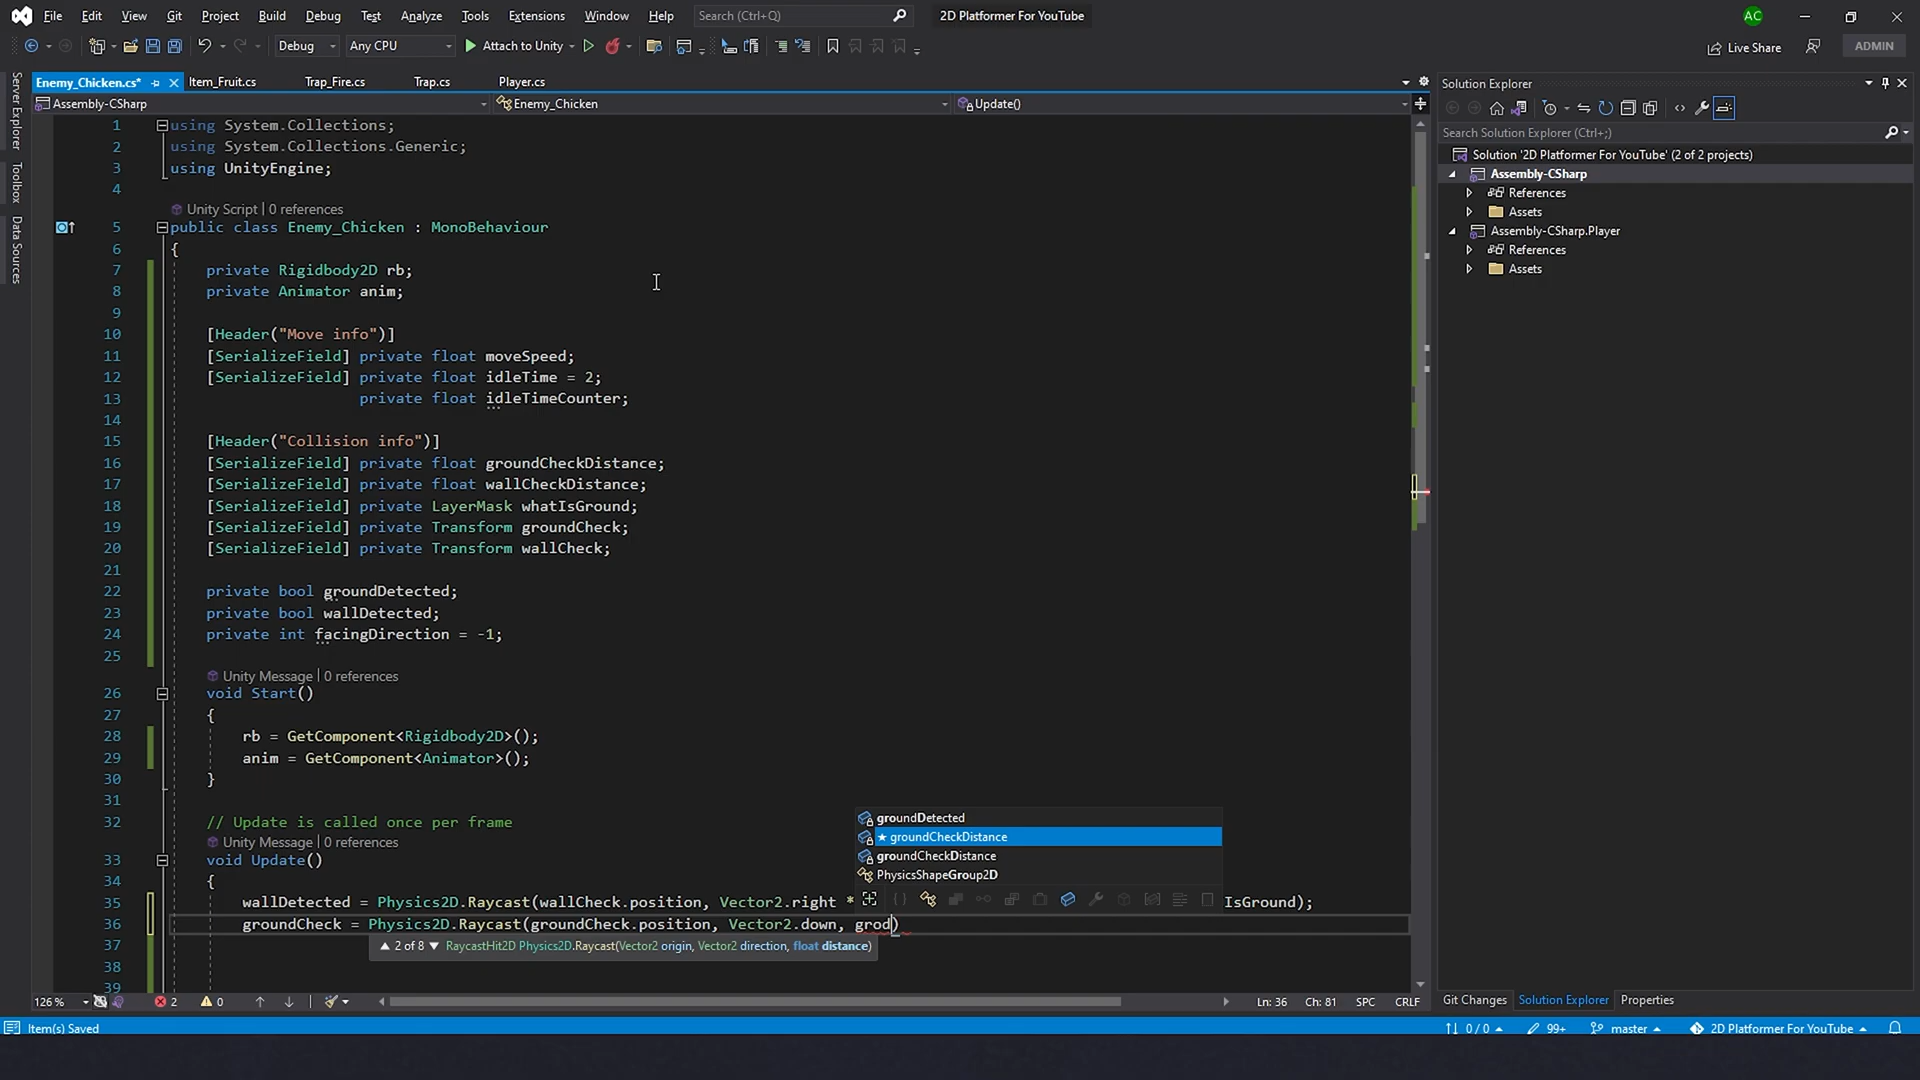 File Edit View Git Project Build Debug Test Analyze Tools Extensions Window Help Search (Ctrl+Q) 2D Platformer For YouTube AC
Debug Any CPU Attach to Unity Live Share ADMIN
Enemy_Chicken.cs* Item_Fruit.cs Trap_Fire.cs Trap.cs Player.cs
Assembly-CSharp Enemy_Chicken Update()
Server Explorer
Toolbox
Data Sources
1 using System.Collections;
2 using System.Collections.Generic;
3 using UnityEngine;
4
Unity Script | 0 references
5 public class Enemy_Chicken : MonoBehaviour
6 {
7 private Rigidbody2D rb;
8 private Animator anim;
9
10 [Header("Move info")]
11 [SerializeField] private float moveSpeed;
12 [SerializeField] private float idleTime = 2;
13 private float idleTimeCounter;
14
15 [Header("Collision info")]
16 [SerializeField] private float groundCheckDistance;
17 [SerializeField] private float wallCheckDistance;
18 [SerializeField] private LayerMask whatIsGround;
19 [SerializeField] private Transform groundCheck;
20 [SerializeField] private Transform wallCheck;
21
22 private bool groundDetected;
23 private bool wallDetected;
24 private int facingDirection = -1;
25
Unity Message | 0 references
26 void Start()
27 {
28 rb = GetComponent<Rigidbody2D>();
29 anim = GetComponent<Animator>();
30 }
31
32 // Update is called once per frame
Unity Message | 0 references
33 void Update()
34 {
35 wallDetected = Physics2D.Raycast(wallCheck.position, Vector2.right * IsGround);
36 groundCheck = Physics2D.Raycast(groundCheck.position, Vector2.down, grod)
37
38
39
groundDetected
★ groundCheckDistance
groundCheckDistance
PhysicsShapeGroup2D
▲ 2 of 8 ▼ RaycastHit2D Physics2D.Raycast(Vector2 origin, Vector2 direction, float distance)
126 % 2 0 Ln: 36 Ch: 81 SPC CRLF
Solution Explorer
Search Solution Explorer (Ctrl+;)
Solution '2D Platformer For YouTube' (2 of 2 projects)
Assembly-CSharp
References
Assets
Assembly-CSharp.Player
References
Assets
Git Changes Solution Explorer Properties
Item(s) Saved 0 / 0 99+ master 2D Platformer For YouTube